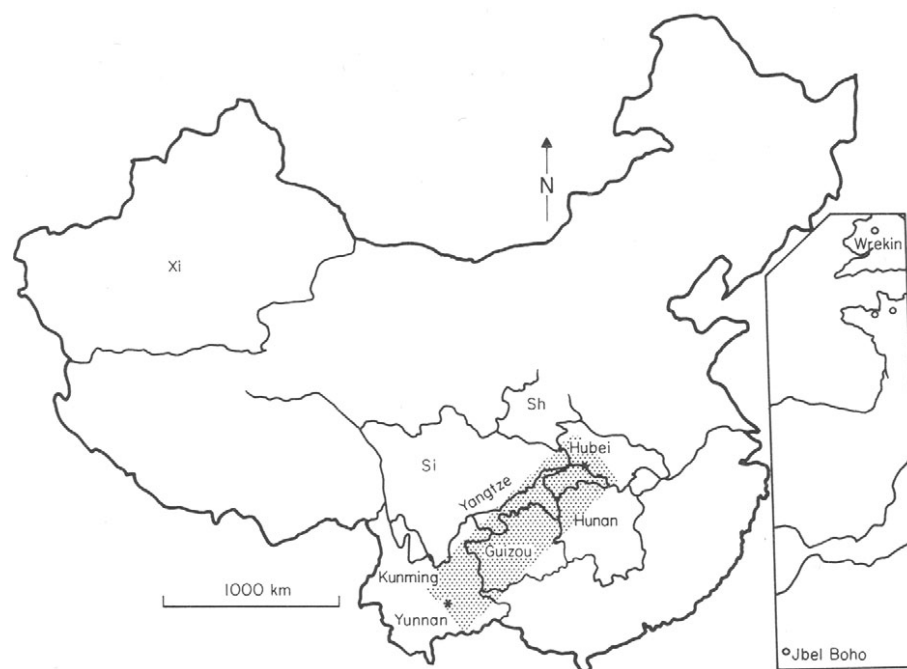 N
Wrekin
Xi
Sh
Hubei
Si
Yangtze
Hunan
Guizou
Kunming
1000 km
Yunnan
Jbel Boho